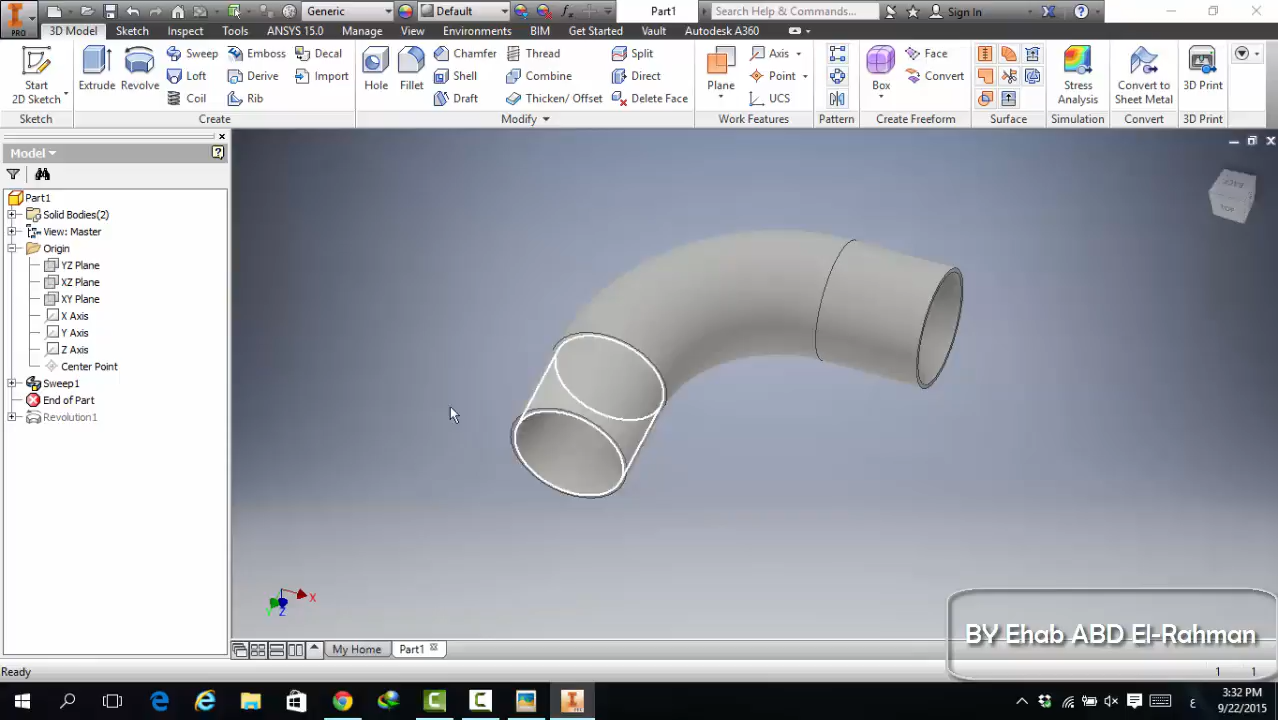 PRO
Generic
Default
Part1
Search Help & Commands...
Sign In
3D Model
Sketch
Inspect
Tools
ANSYS 15.0
Manage
View
Environments
BIM
Get Started
Vault
Autodesk A360
Start
2D Sketch
Sketch
Extrude
Revolve
Sweep
Loft
Coil
Emboss
Derive
Rib
Decal
Import
Create
Hole
Fillet
Chamfer
Shell
Draft
Thread
Combine
Thicken/ Offset
Split
Direct
Delete Face
Modify
Plane
Axis
Point
UCS
Work Features
Pattern
Box
Face
Convert
Create Freeform
Surface
Stress
Analysis
Simulation
Convert to
Sheet Metal
Convert
3D Print
3D Print
Model
Part1
Solid Bodies(2)
View: Master
Origin
YZ Plane
XZ Plane
XY Plane
X Axis
Y Axis
Z Axis
Center Point
Sweep1
End of Part
Revolution1
TOP
X
Z
BY Ehab ABD El-Rahman
My Home
Part1
Ready
1
1
3:32 PM
9/22/2015
ع